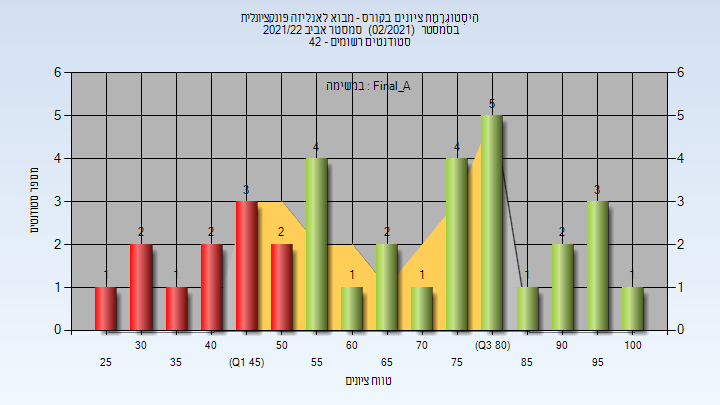 הִיסְטוֹגְרָמַת ציונים בקורס - מבוא לאנליזה פונקציונלית
בסמסטר (02/2021) סמסטר אביב 2021/22
סטודנטים רשומים - 42
במשימה : Final_A
מספר סטודנטים
6 6
5 5
4 4
3 3
2 2
1 1
0 0
1 2 1 2 3 2 4 1 2 1 4 5 1 2 3 1
30 40 50 60 70 (Q3 80) 90 100
25 35 (Q1 45) 55 65 75 85 95
טווח ציונים